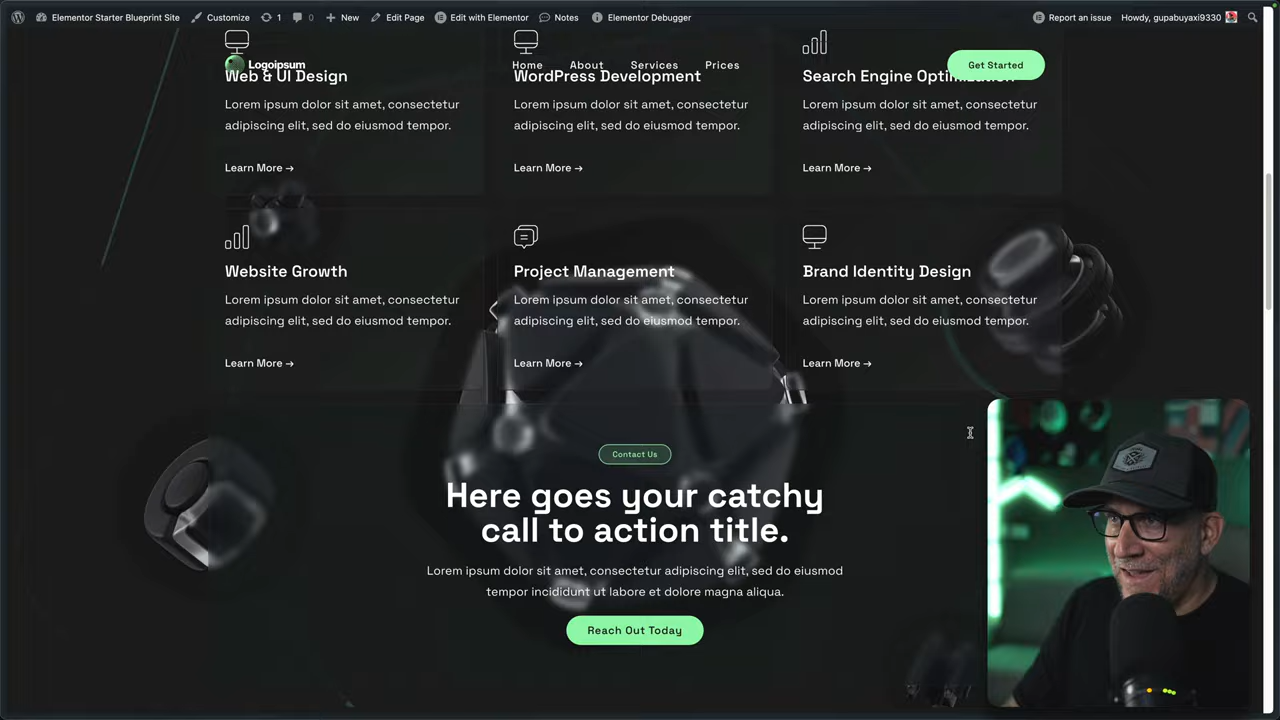 Elementor Starter Blueprint Site
Customize
1
0
New
Edit Page
Edit with Elementor
Notes
Elementor Debugger
Report an issue
Howdy, gupabuyaxi9330
Logoipsum
Home
About
Services
Prices
Get Started
Web & UI Design
WordPress Development
Search Engine Optimization
Lorem ipsum dolor sit amet, consectetur
adipiscing elit, sed do eiusmod tempor.
Lorem ipsum dolor sit amet, consectetur
adipiscing elit, sed do eiusmod tempor.
Lorem ipsum dolor sit amet, consectetur
adipiscing elit, sed do eiusmod tempor.
Learn More →
Learn More →
Learn More →
Website Growth
Project Management
Brand Identity Design
Lorem ipsum dolor sit amet, consectetur
adipiscing elit, sed do eiusmod tempor.
Lorem ipsum dolor sit amet, consectetur
adipiscing elit, sed do eiusmod tempor.
Lorem ipsum dolor sit amet, consectetur
adipiscing elit, sed do eiusmod tempor.
Learn More →
Learn More →
Learn More →
Contact Us
Here goes your catchy
call to action title.
Lorem ipsum dolor sit amet, consectetur adipiscing elit, sed do eiusmod
tempor incididunt ut labore et dolore magna aliqua.
Reach Out Today